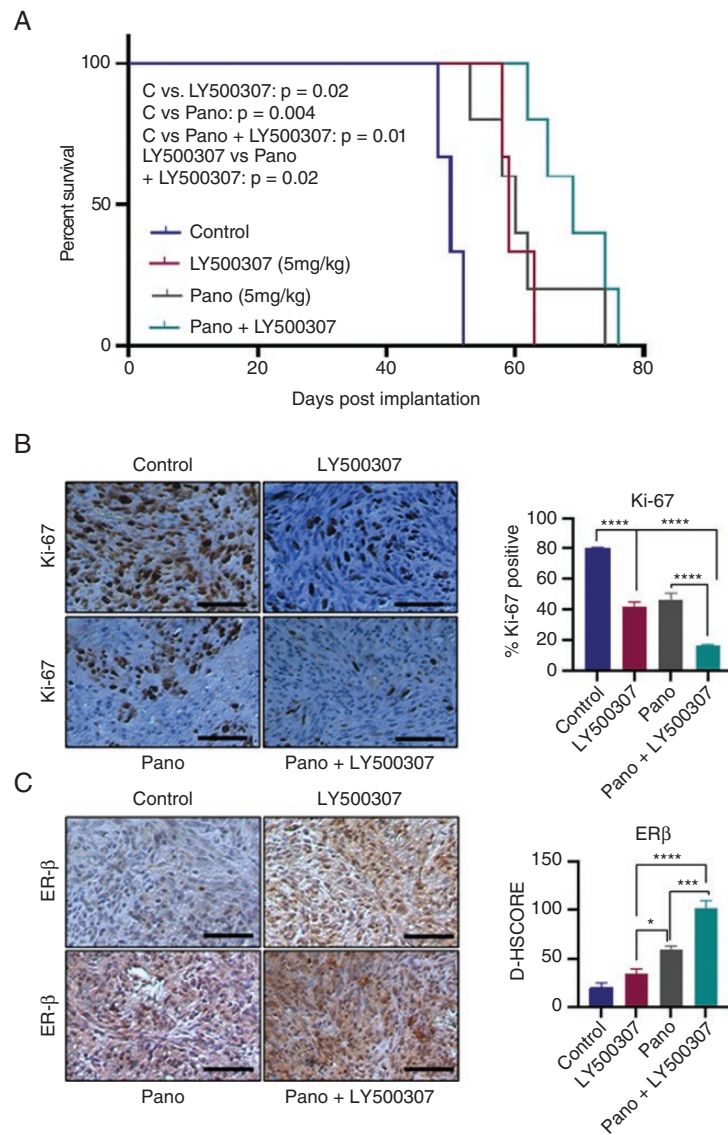 A
100
50
0
Percent survival
C vs. LY500307: p = 0.02
C vs Pano: p = 0.004
C vs Pano + LY500307: p = 0.01
LY500307 vs Pano
+ LY500307: p = 0.02
Control
LY500307 (5mg/kg)
Pano (5mg/kg)
Pano + LY500307
0 20 40 60 80
Days post implantation
B
Control LY500307
Ki-67
Ki-67
Pano Pano + LY500307
Ki-67
% Ki-67 positive
100
80
60
40
20
0
**** ****
****
Control
LY500307
Pano
Pano + LY500307
C
Control LY500307
ER-β
ER-β
Pano Pano + LY500307
ERβ
D-HSCORE
150
100
50
0
****
***
*
Control
LY500307
Pano
Pano + LY500307